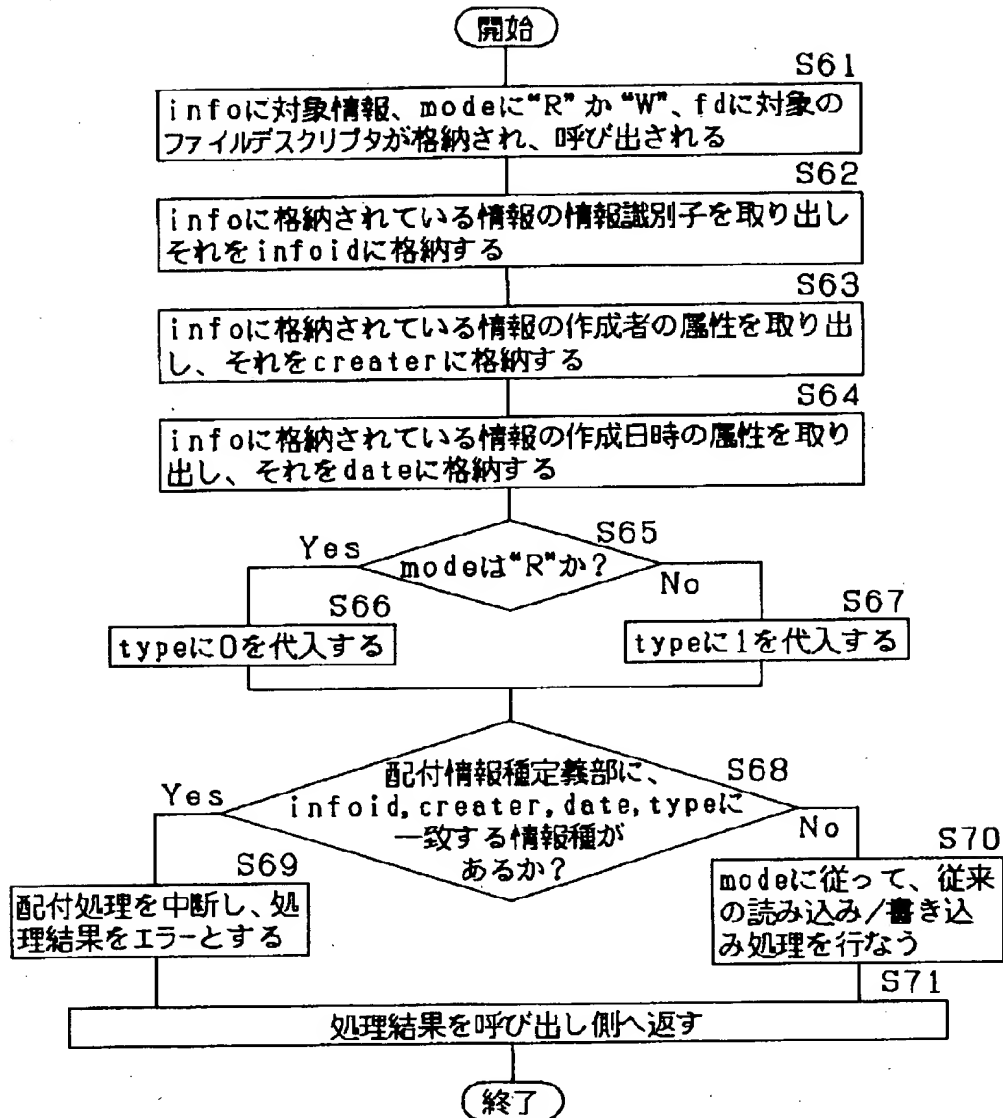 開始
S61
infoに対象情報、modeに“R”か“W”、fdに対象の
ファイルデスクリプタが格納され、呼び出される
S62
infoに格納されている情報の情報識別子を取り出し
それをinfoidに格納する
S63
infoに格納されている情報の作成者の属性を取り出
し、それをcreaterに格納する
S64
infoに格納されている情報の作成日時の属性を取り
出し、それをdateに格納する
S65
modeは“R”か？
Yes
No
S66
typeに0を代入する
S67
typeに1を代入する
S68
配付情報種定義部に、
infoid,creater,date,typeに
一致する情報種が
あるか？
Yes
No
S69
配付処理を中断し、処
理結果をエラーとする
S70
modeに従って、従来
の読み込み/書き込
み処理を行なう
S71
処理結果を呼び出し側へ返す
終了